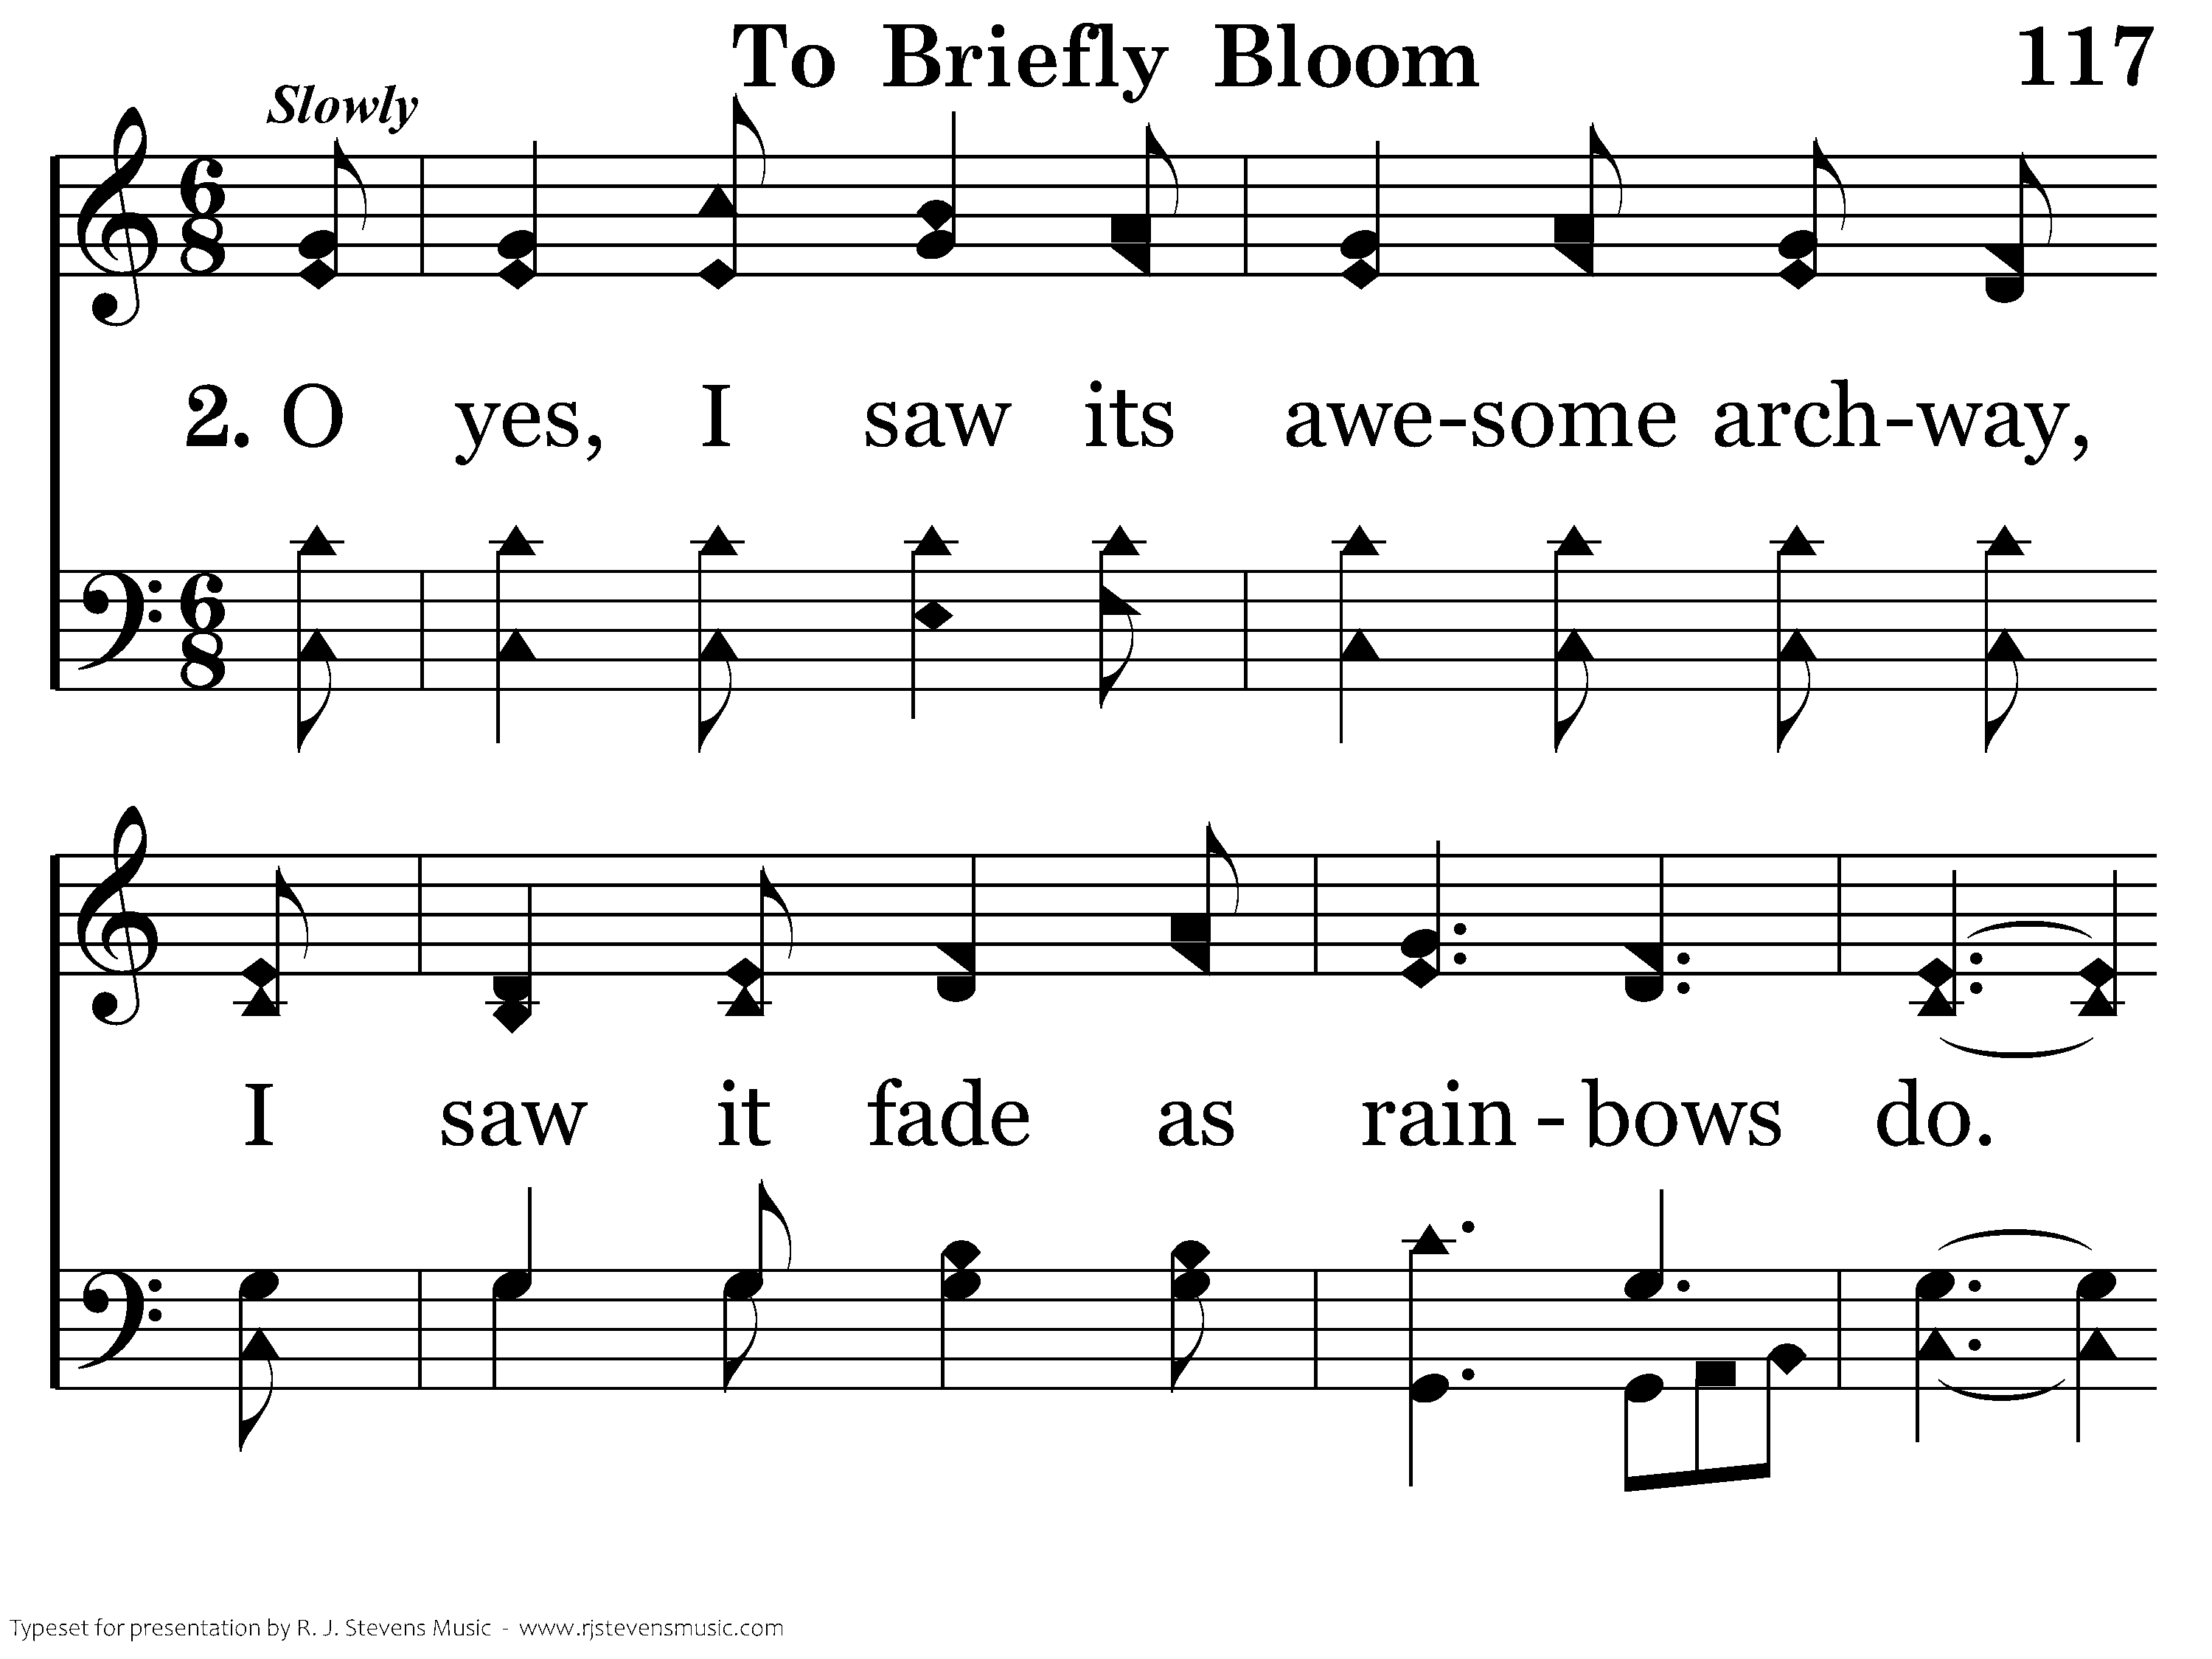 To Briefly Bloom 117
Slowly
2. O yes, I saw its awe-some arch-way,
I saw it fade as rain - bows do.
Typeset for presentation by R. J. Stevens Music - www.rjstevensmusic.com